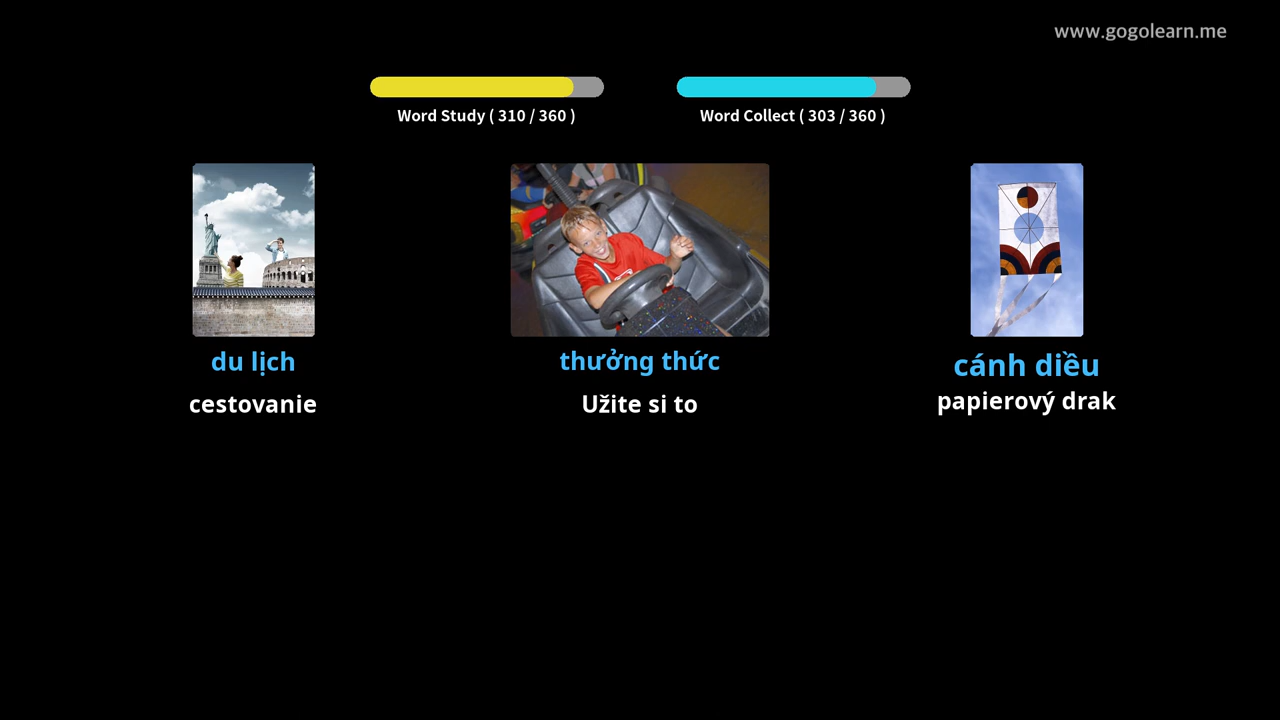 www.gogolearn.me
Word Study ( 310 / 360 )
Word Collect ( 303 / 360 )
du lịch
thưởng thức
cánh diều
cestovanie
Užite si to
papierový drak